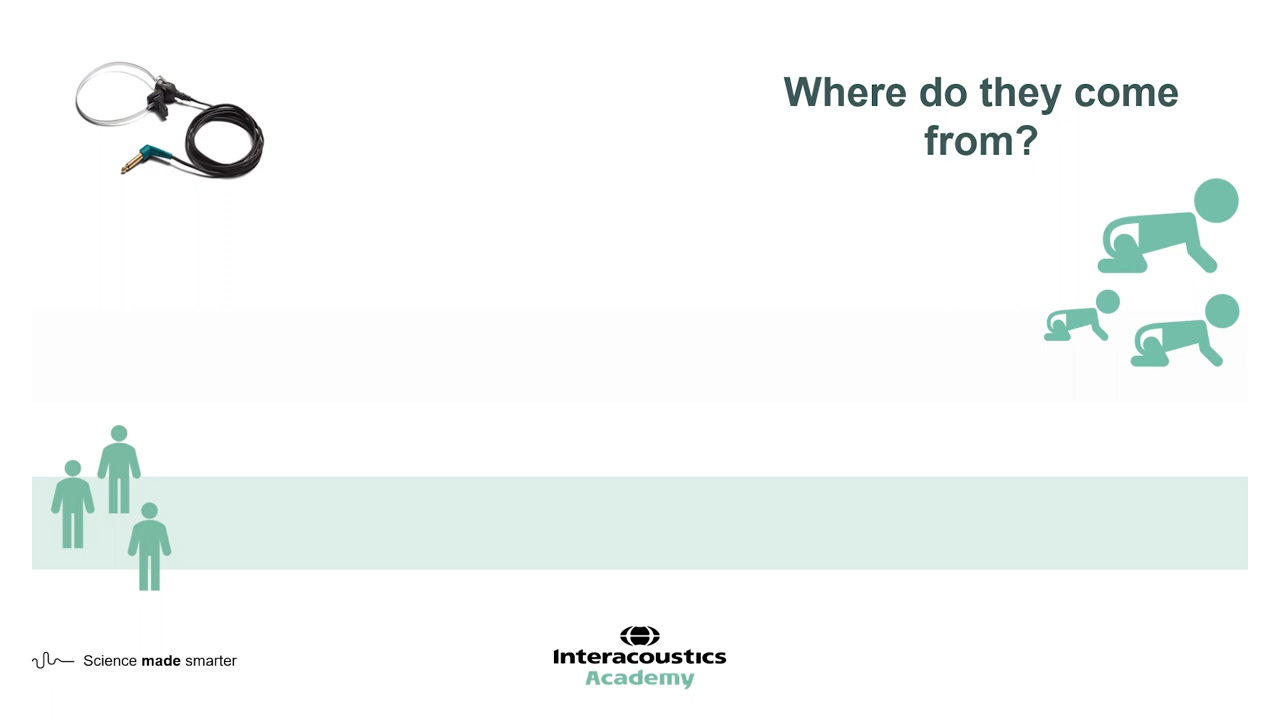 Where do they come
from?
Science made smarter
Interacoustics
Academy